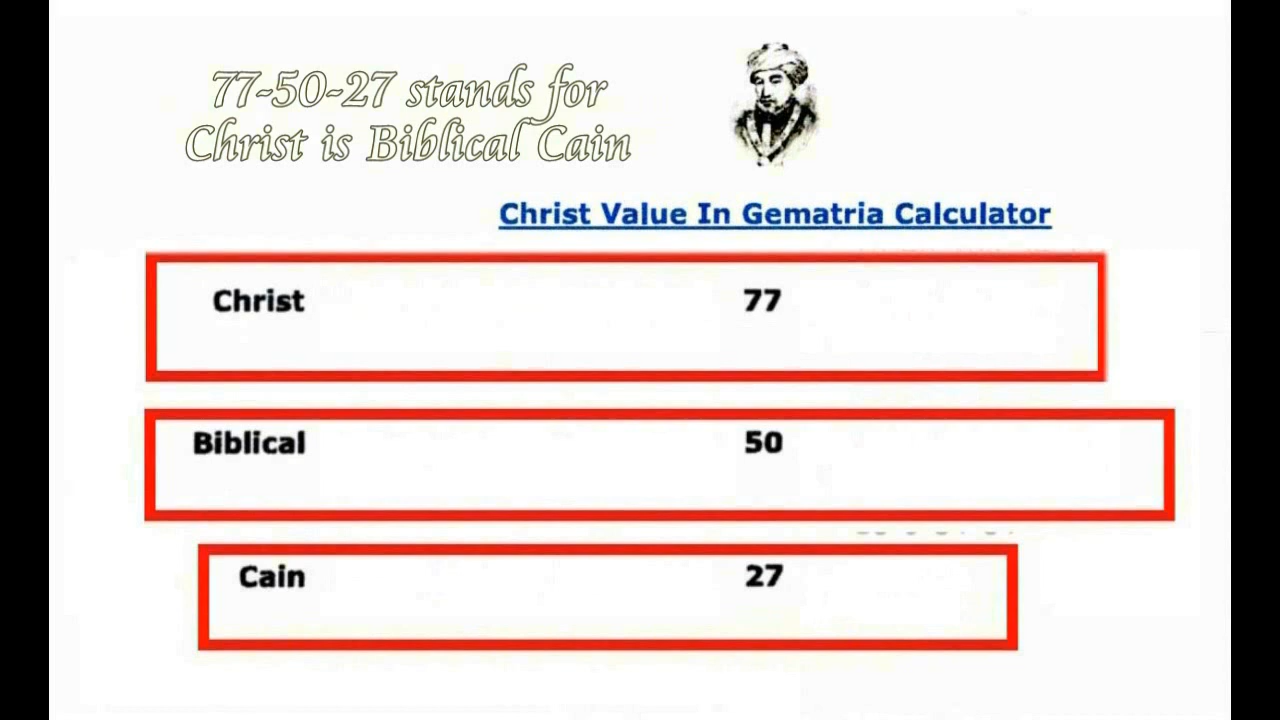 77-50-27 stands for
Christ is Biblical Cain
Christ Value In Gematria Calculator
Christ 77
Biblical 50
Cain 27